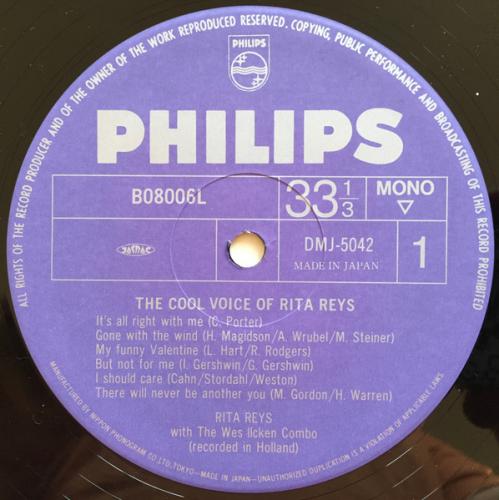 ALL RIGHTS OF THE RECORD PRODUCER AND OF THE OWNER OF THE WORK REPRODUCED RESERVED. COPYING, PUBLIC PERFORMANCE AND BROADCASTING OF THIS RECORD PROHIBITED
PHILIPS
PHILIPS
B08006L
33 1/3
MONO
DMJ-5042
MADE IN JAPAN
1
THE COOL VOICE OF RITA REYS
It's all right with me (C. Porter)
Gone with the wind (H. Magidson/A. Wrubel/M. Steiner)
My funny Valentine (L. Hart/R. Rodgers)
But not for me (I. Gershwin/G. Gershwin)
I should care (Cahn/Stordahl/Weston)
There will never be another you (M. Gordon/H. Warren)
RITA REYS
with The Wes Ilcken Combo
(recorded in Holland)
MANUFACTURED BY NIPPON PHONOGRAM CO LTD., TOKYO—MADE IN JAPAN—UNAUTHORIZED DUPLICATION IS A VIOLATION OF APPLICABLE LAWS.